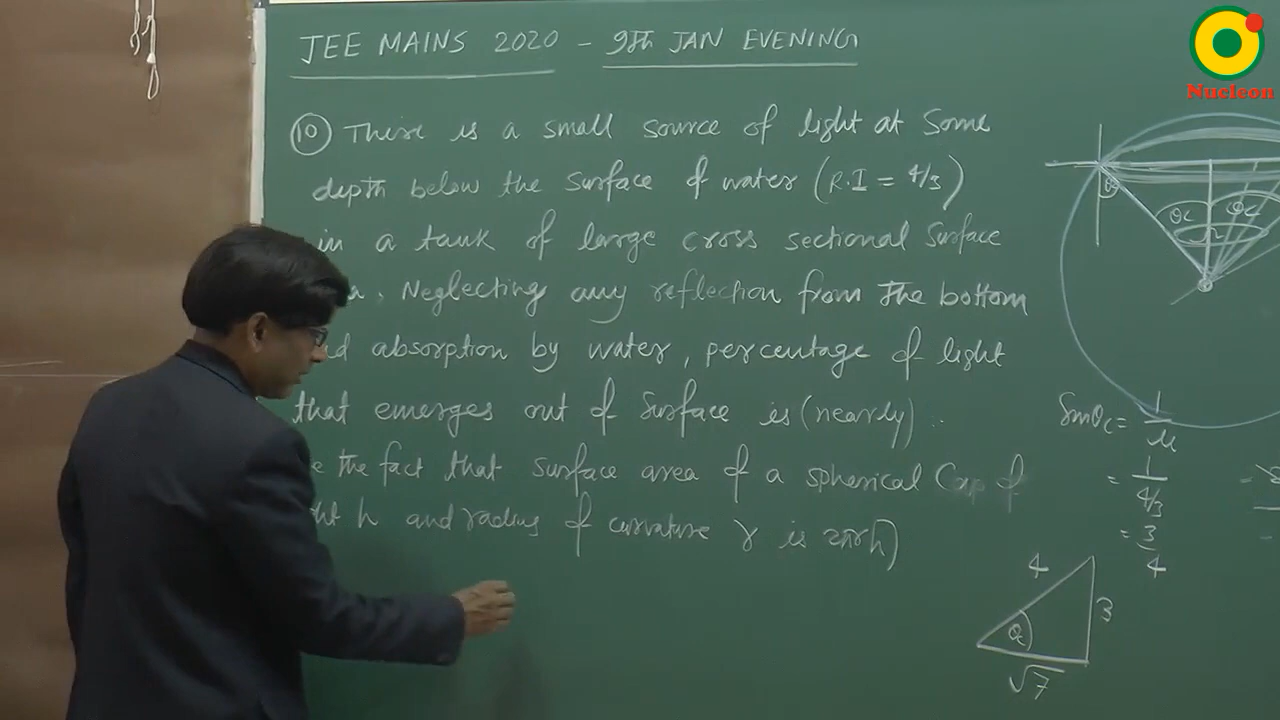 JEE MAINS 2020 - 9th JAN EVENING
Nucleon
10 There is a small source of light at some
depth below the surface of water (R.I = 4/3)
in a tank of large cross sectional surface
a. Neglecting any reflection from the bottom
d absorption by water, percentage of light
that emerges out of surface is (nearly) ..
e the fact that surface area of a spherical Cap of
ht h and radius of curvature r is 2πrh)
θc θc
Ω
Sinθc = 1/μ
= 1/(4/3)
= 3/4
4
3
θc
√7